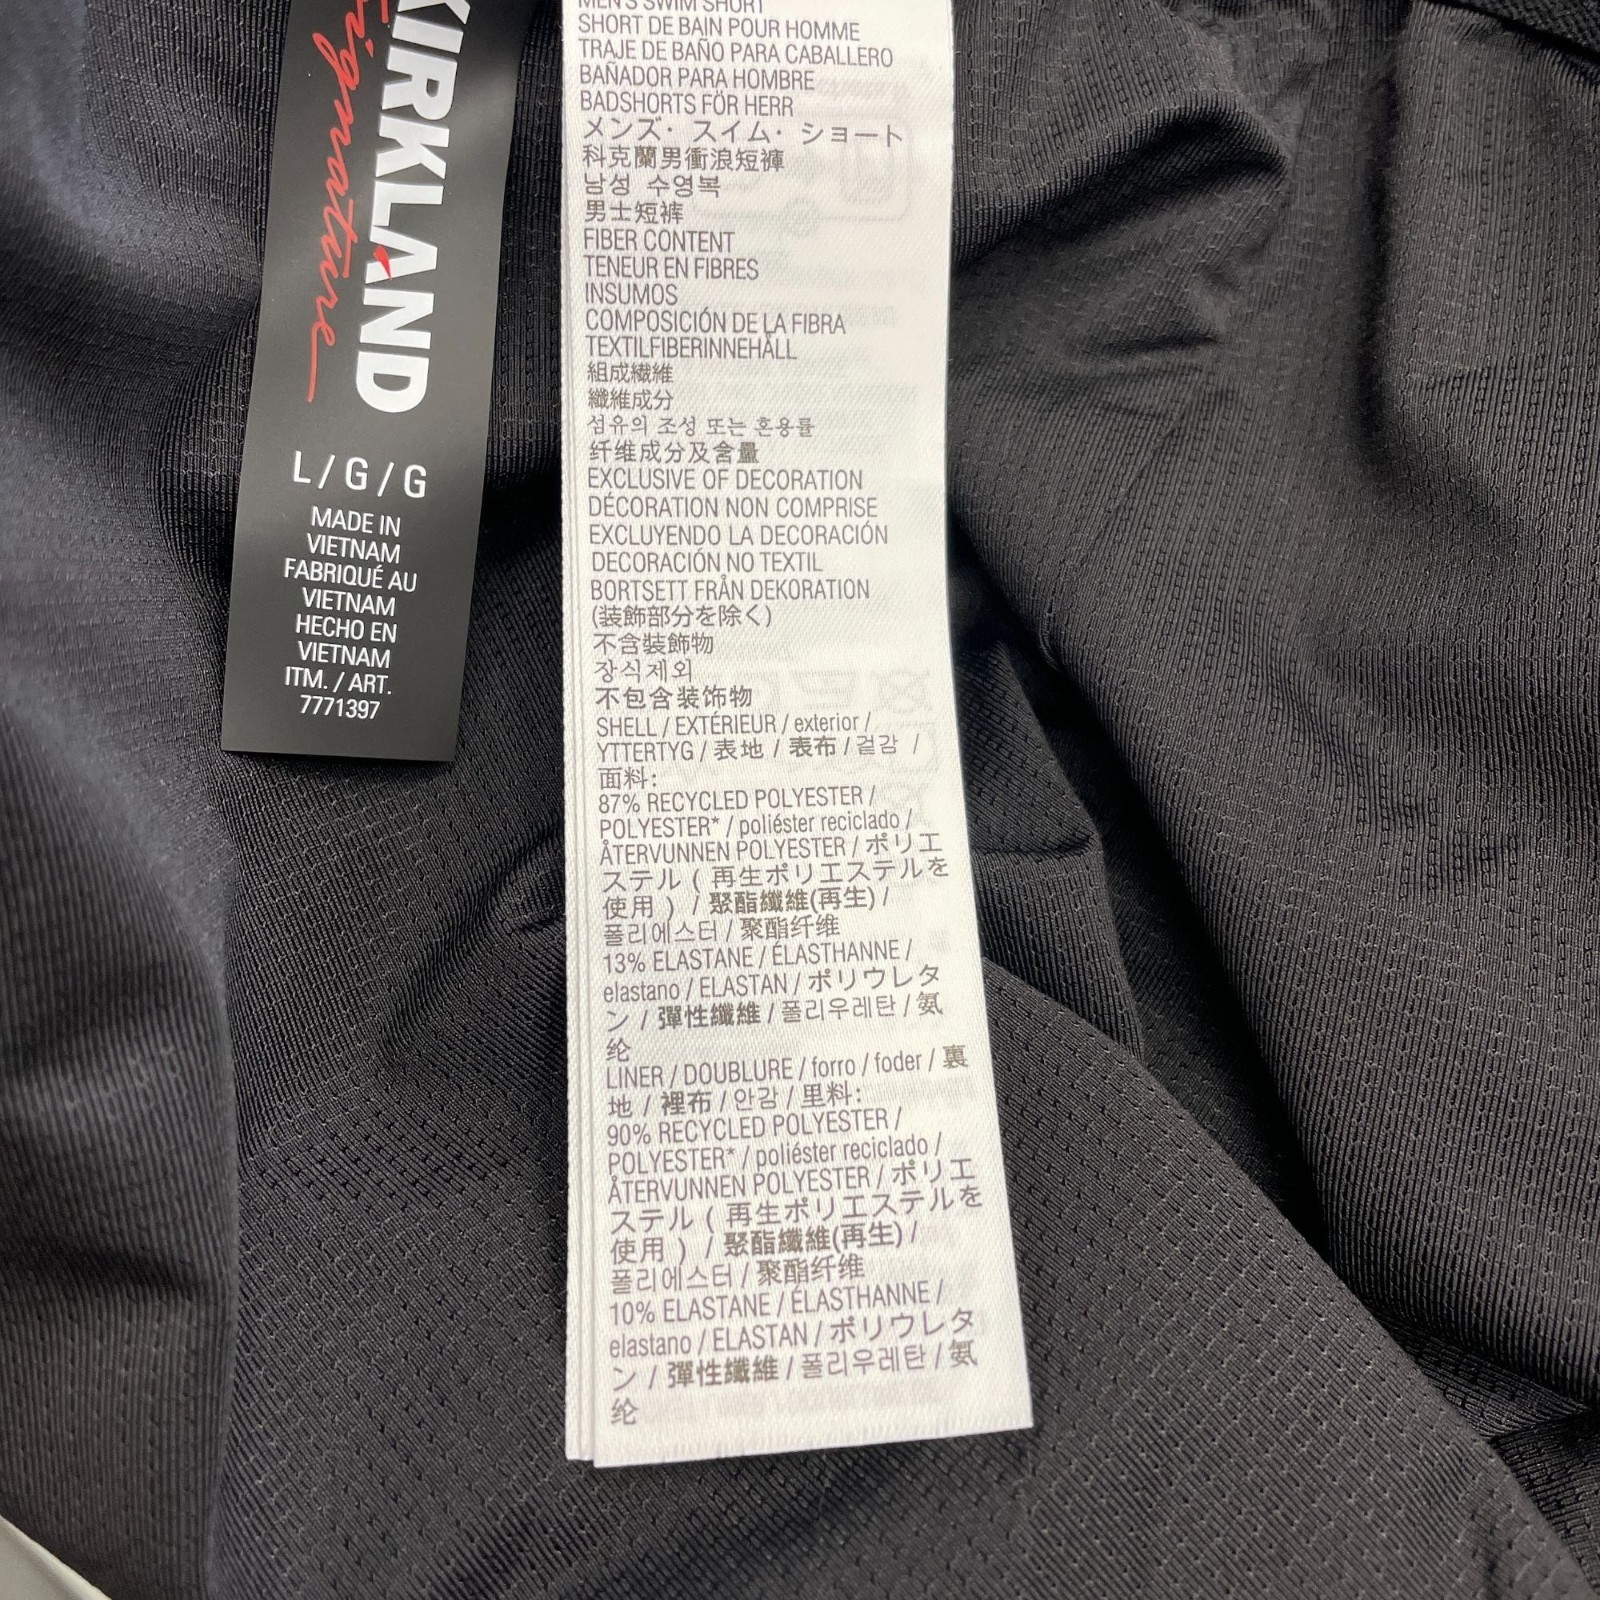 KIRKLAND
Signature
L / G / G
MADE IN
VIETNAM
FABRIQUÉ AU
VIETNAM
HECHO EN
VIETNAM
ITM. / ART.
7771397
MEN'S SWIM SHORT
SHORT DE BAIN POUR HOMME
TRAJE DE BAÑO PARA CABALLERO
BAÑADOR PARA HOMBRE
BADSHORTS FÖR HERR
メンズ・スイム・ショート
科克蘭男衝浪短褲
남성 수영복
男士短裤
FIBER CONTENT
TENEUR EN FIBRES
INSUMOS
COMPOSICIÓN DE LA FIBRA
TEXTILFIBERINNEHÅLL
組成繊維
纖維成分
섬유의 조성 또는 혼용률
纤维成分及含量
EXCLUSIVE OF DECORATION
DÉCORATION NON COMPRISE
EXCLUYENDO LA DECORACIÓN
DECORACIÓN NO TEXTIL
BORTSETT FRÅN DEKORATION
(装飾部分を除く)
不含裝飾物
장식제외
不包含装饰物
SHELL / EXTÉRIEUR / exterior /
YTTERTYG / 表地 / 表布 / 겉감 /
面料:
87% RECYCLED POLYESTER /
POLYESTER* / poliéster reciclado /
ÅTERVUNNEN POLYESTER / ポリエ
ステル ( 再生ポリエステルを
使用 ) / 聚酯纖維(再生) /
폴리에스터 / 聚酯纤维
13% ELASTANE / ÉLASTHANNE /
elastano / ELASTAN / ポリウレタ
ン / 彈性纖維 / 폴리우레탄 / 氨
纶
LINER / DOUBLURE / forro / foder / 裏
地 / 裡布 / 안감 / 里料:
90% RECYCLED POLYESTER /
POLYESTER* / poliéster reciclado /
ÅTERVUNNEN POLYESTER / ポリエ
ステル ( 再生ポリエステルを
使用 ) / 聚酯纖維(再生) /
폴리에스터 / 聚酯纤维
10% ELASTANE / ÉLASTHANNE /
elastano / ELASTAN / ポリウレタ
ン / 彈性纖維 / 폴리우레탄 / 氨
纶